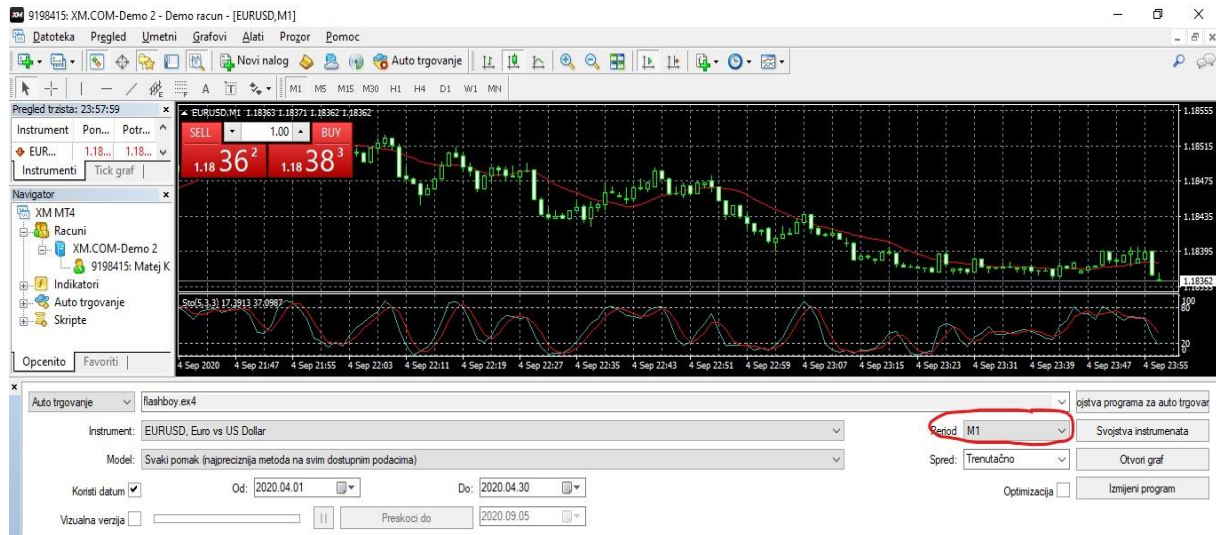 9198415: XM.COM-Demo 2 - Demo racun - [EURUSD,M1]
Datoteka Pregled Umetni Grafovi Alati Prozor Pomoc
Novi nalog Auto trgovanje
A T M1 M5 M15 M30 H1 H4 D1 W1 MN
Pregled trzista: 23:57:59
Instrument Pon... Potr...
EUR... 1.18... 1.18...
Instrumenti Tick graf
Navigator
XM MT4
Racuni
XM.COM-Demo 2
9198415: Matej K
Indikatori
Auto trgovanje
Skripte
Opcenito Favoriti
EURUSD,M1 1.18363 1.18371 1.18362 1.18362
SELL 1.00 BUY
1.18 36 2 1.18 38 3
1.18555
1.18515
1.18475
1.18435
1.18395
1.18362
1.18355
Sto(5,3,3) 17.3913 37.0987
100
80
20
0
4 Sep 2020 4 Sep 21:47 4 Sep 21:55 4 Sep 22:03 4 Sep 22:11 4 Sep 22:19 4 Sep 22:27 4 Sep 22:35 4 Sep 22:43 4 Sep 22:51 4 Sep 22:59 4 Sep 23:07 4 Sep 23:15 4 Sep 23:23 4 Sep 23:31 4 Sep 23:39 4 Sep 23:47 4 Sep 23:55
Auto trgovanje flashboy.ex4 ojstva programa za auto trgovar
Instrument: EURUSD, Euro vs US Dollar Period M1 Svojstva instrumenata
Model: Svaki pomak (najpreciznija metoda na svim dostupnim podacima) Spred: Trenutačno Otvori graf
Koristi datum Od: 2020.04.01 Do: 2020.04.30 Optimizacija Izmijeni program
Vizualna verzija Preskoci do 2020.09.05